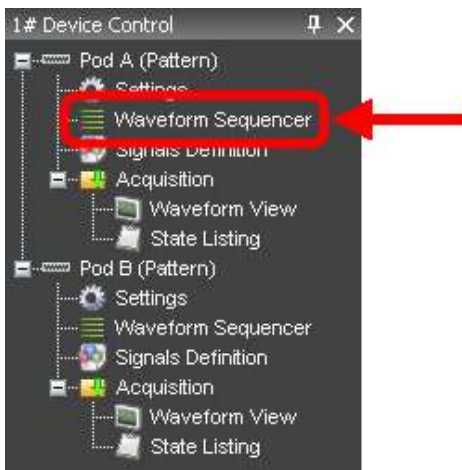 1# Device Control
Pod A (Pattern)
Settings
Waveform Sequencer
Signals Definition
Acquisition
Waveform View
State Listing
Pod B (Pattern)
Settings
Waveform Sequencer
Signals Definition
Acquisition
Waveform View
State Listing